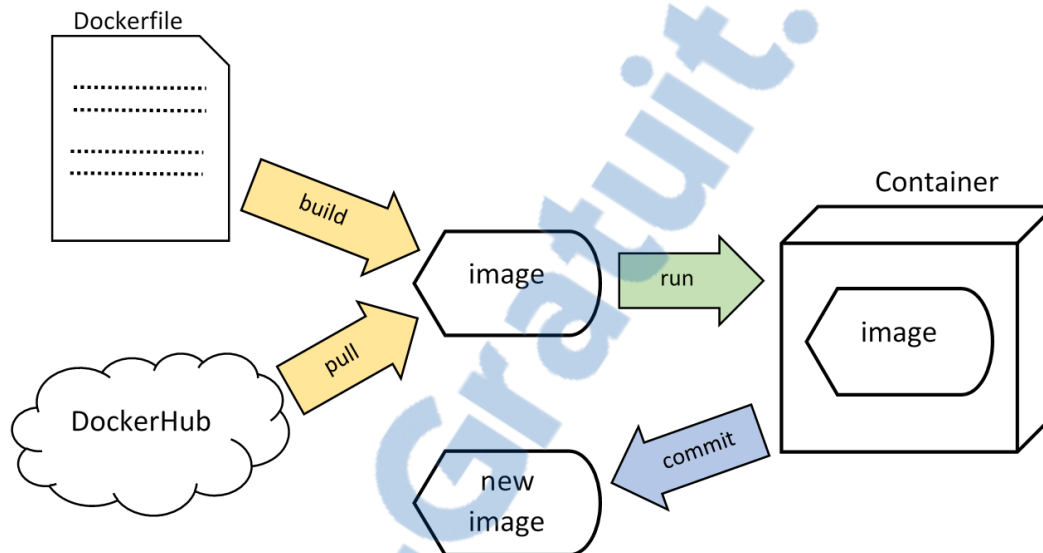 Dockerfile
build
Container
image
run
image
pull
DockerHub
commit
new
image
Gratuit.